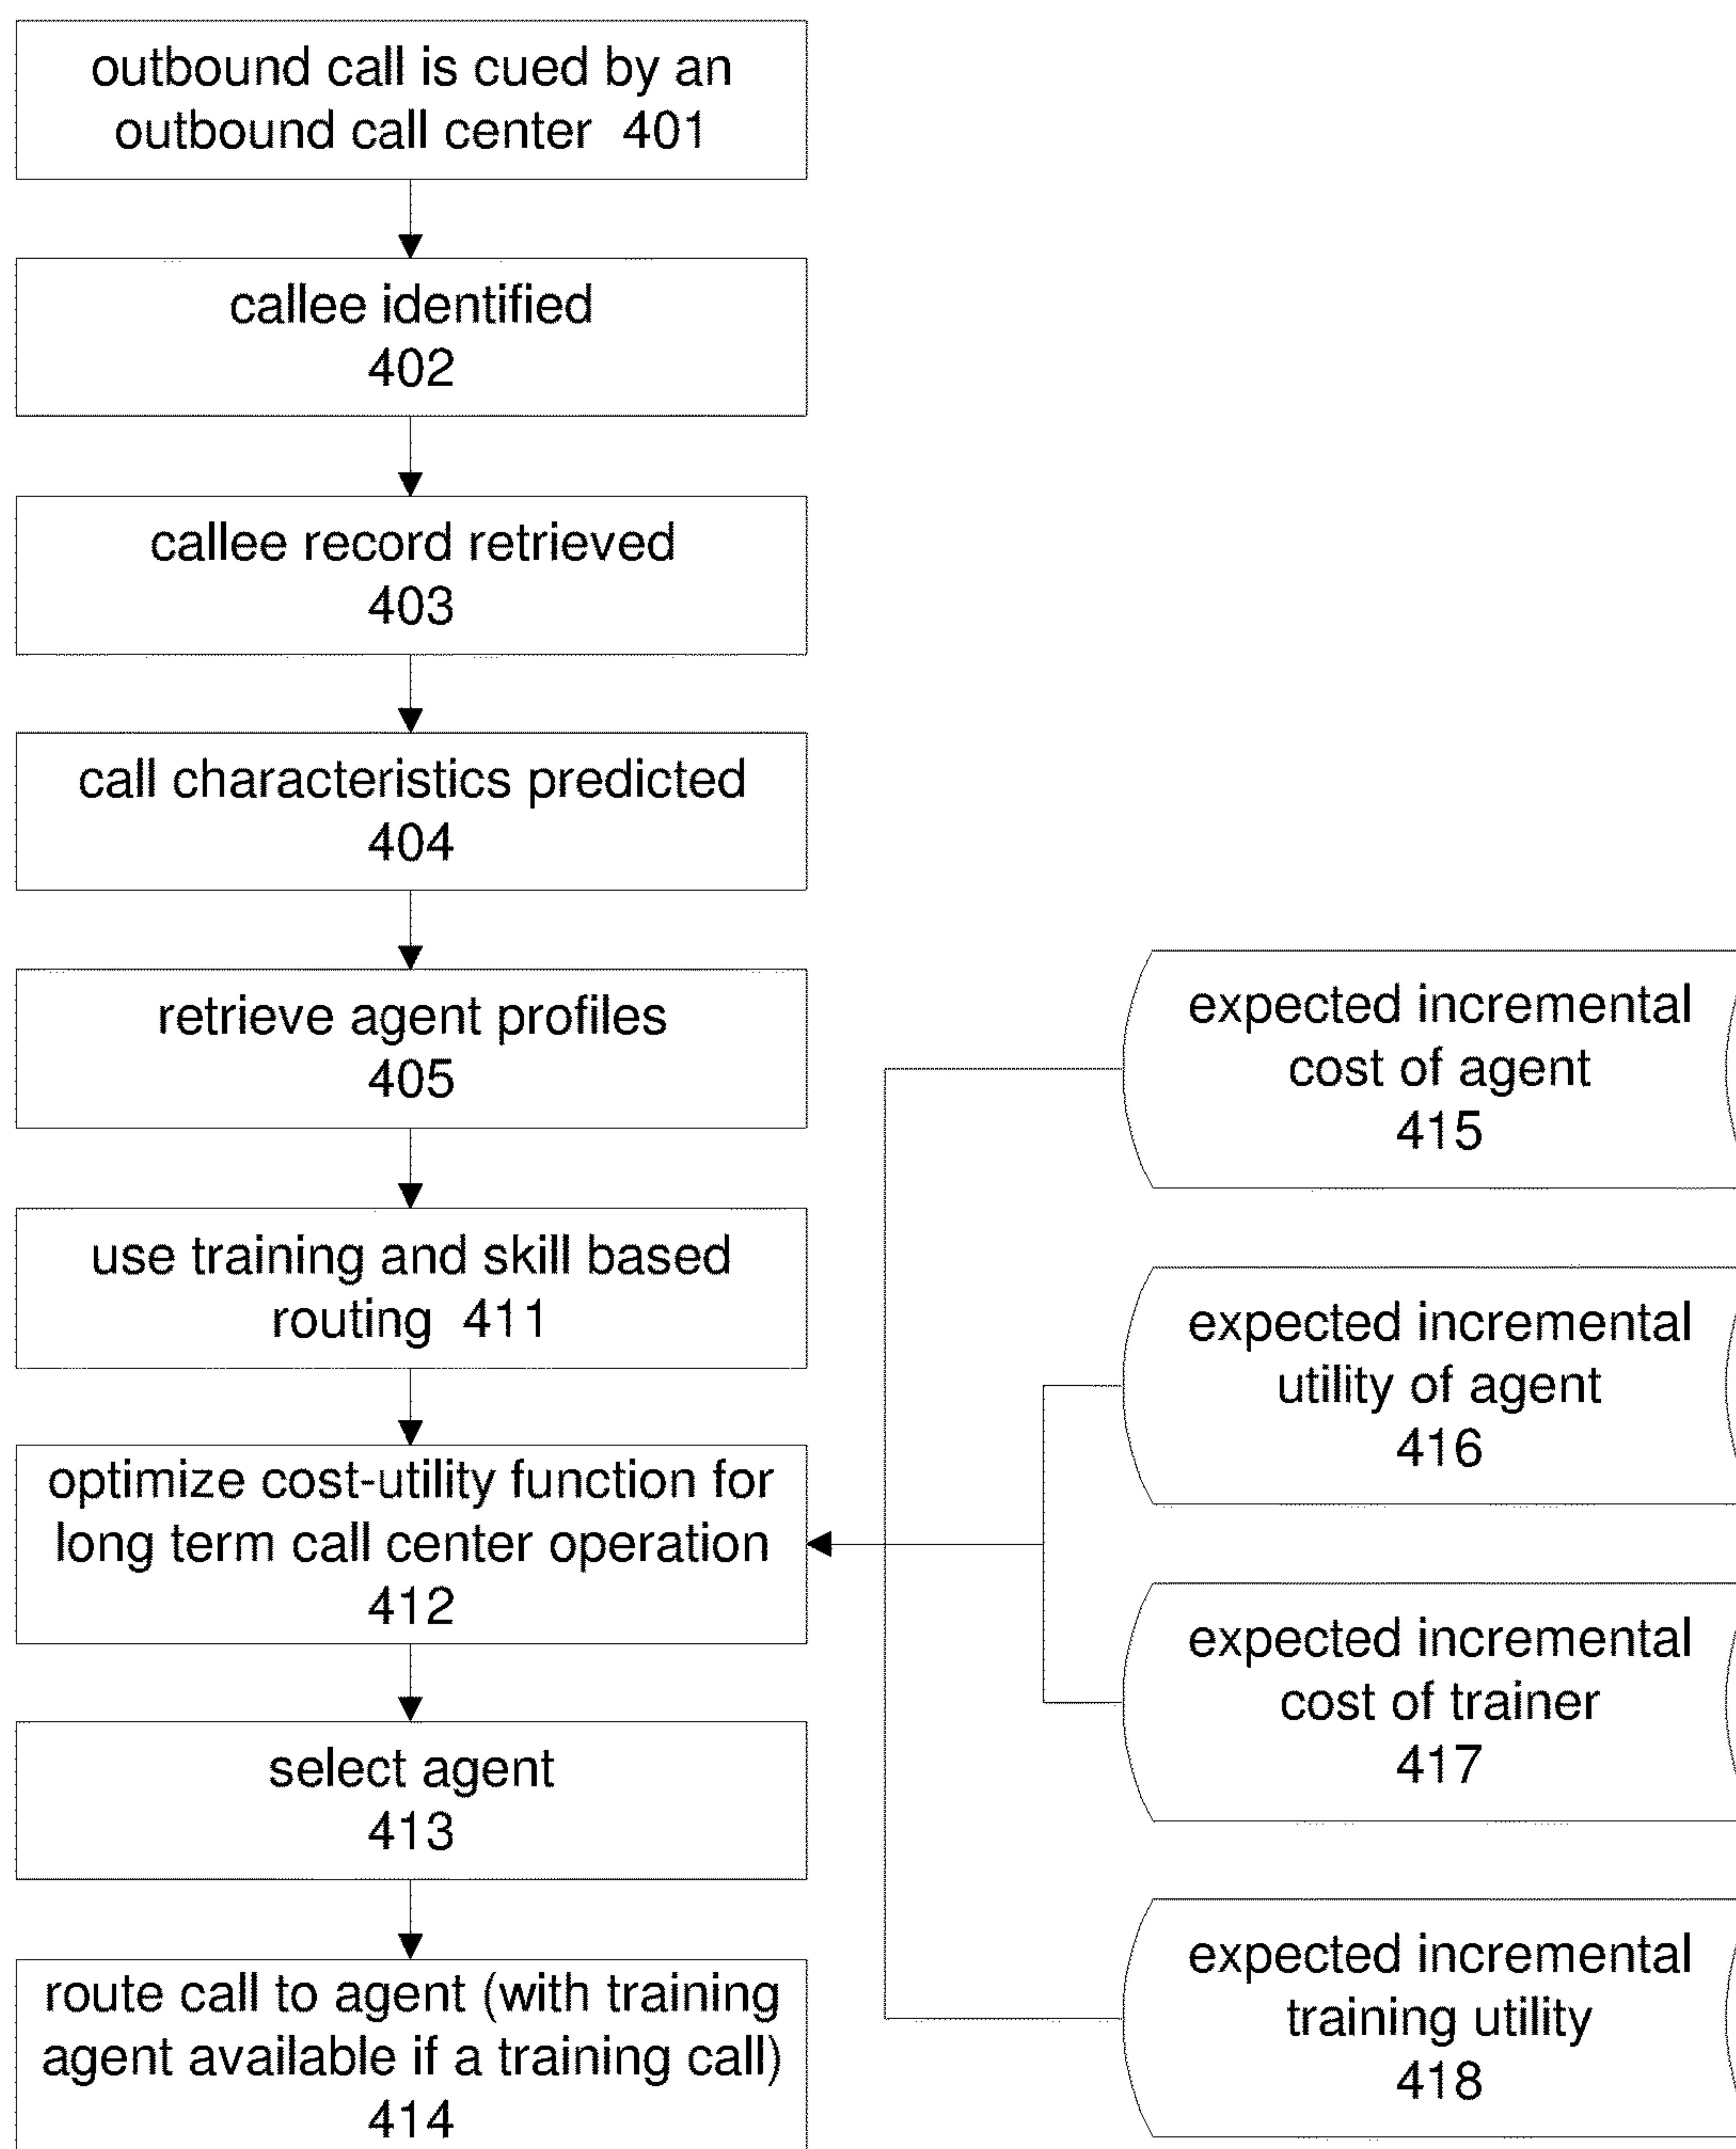 outbound call is cued by an
outbound call center 401
callee identified
402
callee record retrieved
403
call characteristics predicted
404
retrieve agent profiles
405
use training and skill based
routing 411
optimize cost-utility function for
long term call center operation
412
select agent
413
route call to agent (with training
agent available if a training call)
414
expected incremental
cost of agent
415
expected incremental
utility of agent
416
expected incremental
cost of trainer
417
expected incremental
training utility
418